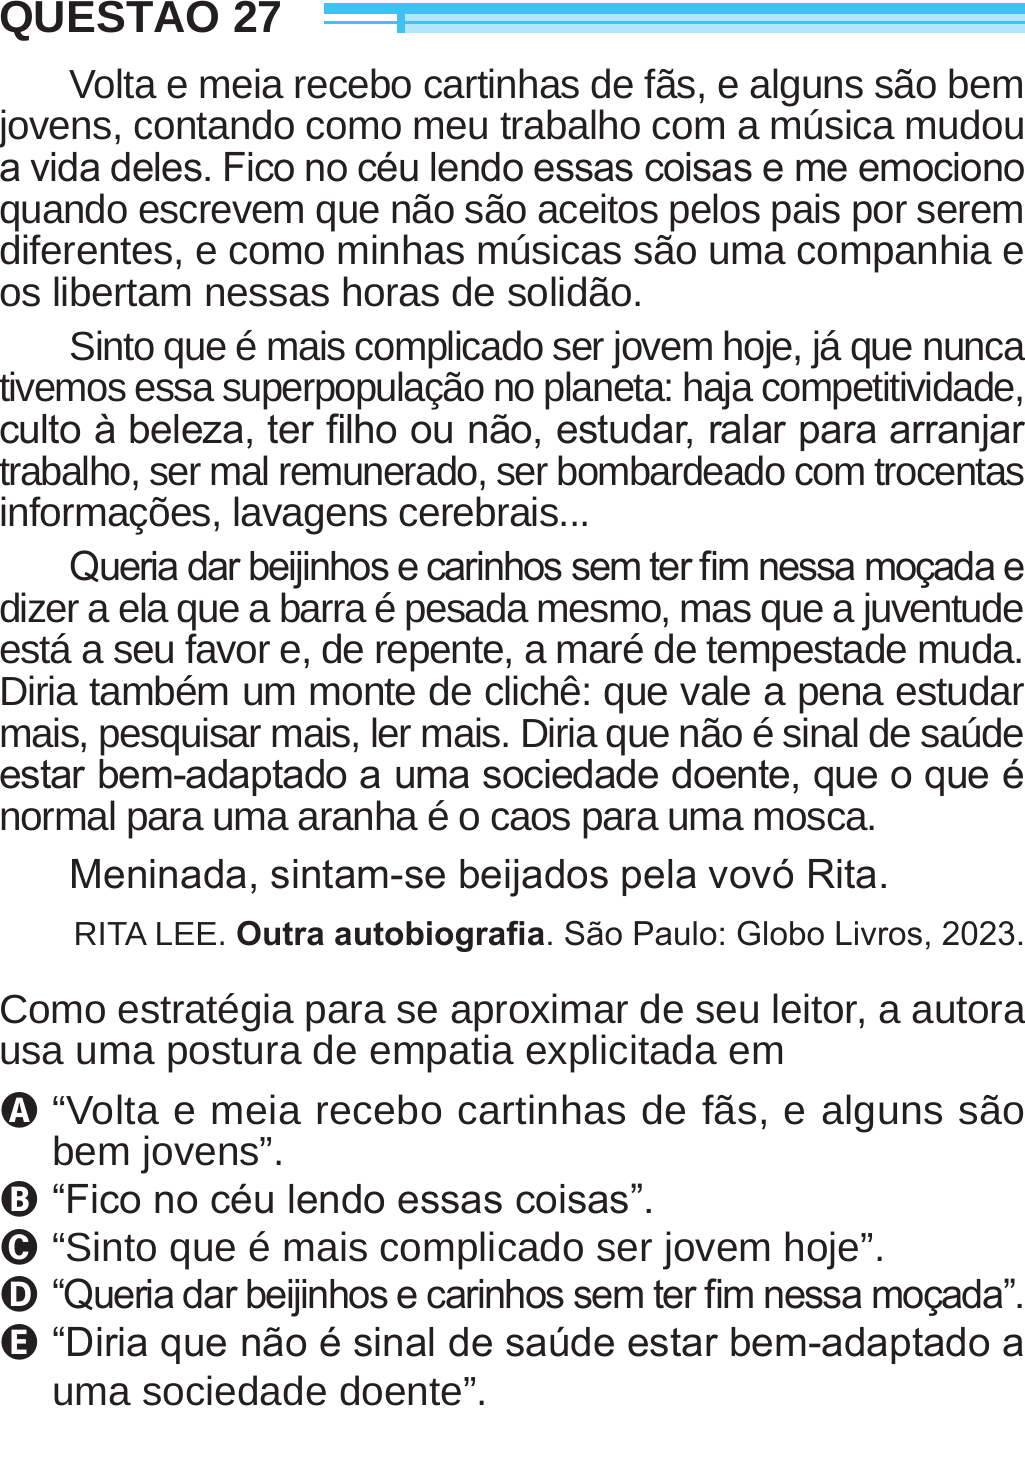 QUESTÃO 27
Volta e meia recebo cartinhas de fãs, e alguns são bem
jovens, contando como meu trabalho com a música mudou
a vida deles. Fico no céu lendo essas coisas e me emociono
quando escrevem que não são aceitos pelos pais por serem
diferentes, e como minhas músicas são uma companhia e
os libertam nessas horas de solidão.
Sinto que é mais complicado ser jovem hoje, já que nunca
tivemos essa superpopulação no planeta: haja competitividade,
culto à beleza, ter filho ou não, estudar, ralar para arranjar
trabalho, ser mal remunerado, ser bombardeado com trocentas
informações, lavagens cerebrais...
Queria dar beijinhos e carinhos sem ter fim nessa moçada e
dizer a ela que a barra é pesada mesmo, mas que a juventude
está a seu favor e, de repente, a maré de tempestade muda.
Diria também um monte de clichê: que vale a pena estudar
mais, pesquisar mais, ler mais. Diria que não é sinal de saúde
estar bem-adaptado a uma sociedade doente, que o que é
normal para uma aranha é o caos para uma mosca.
Meninada, sintam-se beijados pela vovó Rita.
RITA LEE. Outra autobiografia. São Paulo: Globo Livros, 2023.
Como estratégia para se aproximar de seu leitor, a autora
usa uma postura de empatia explicitada em
A “Volta e meia recebo cartinhas de fãs, e alguns são
bem jovens”.
B “Fico no céu lendo essas coisas”.
C “Sinto que é mais complicado ser jovem hoje”.
D “Queria dar beijinhos e carinhos sem ter fim nessa moçada”.
E “Diria que não é sinal de saúde estar bem-adaptado a
uma sociedade doente”.